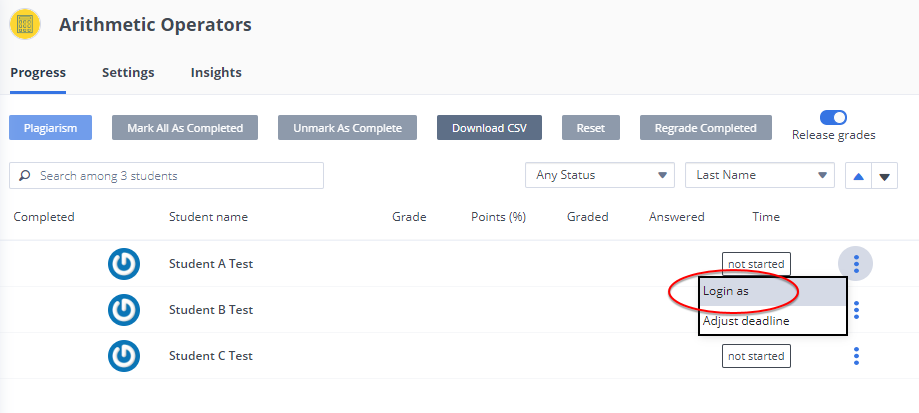 Arithmetic Operators
Progress Settings Insights
Plagiarism Mark All As Completed Unmark As Complete Download CSV Reset Regrade Completed Release grades
Search among 3 students Any Status Last Name
Completed Student name Grade Points (%) Graded Answered Time
Student A Test not started
Login as
Student B Test
Adjust deadline
Student C Test not started